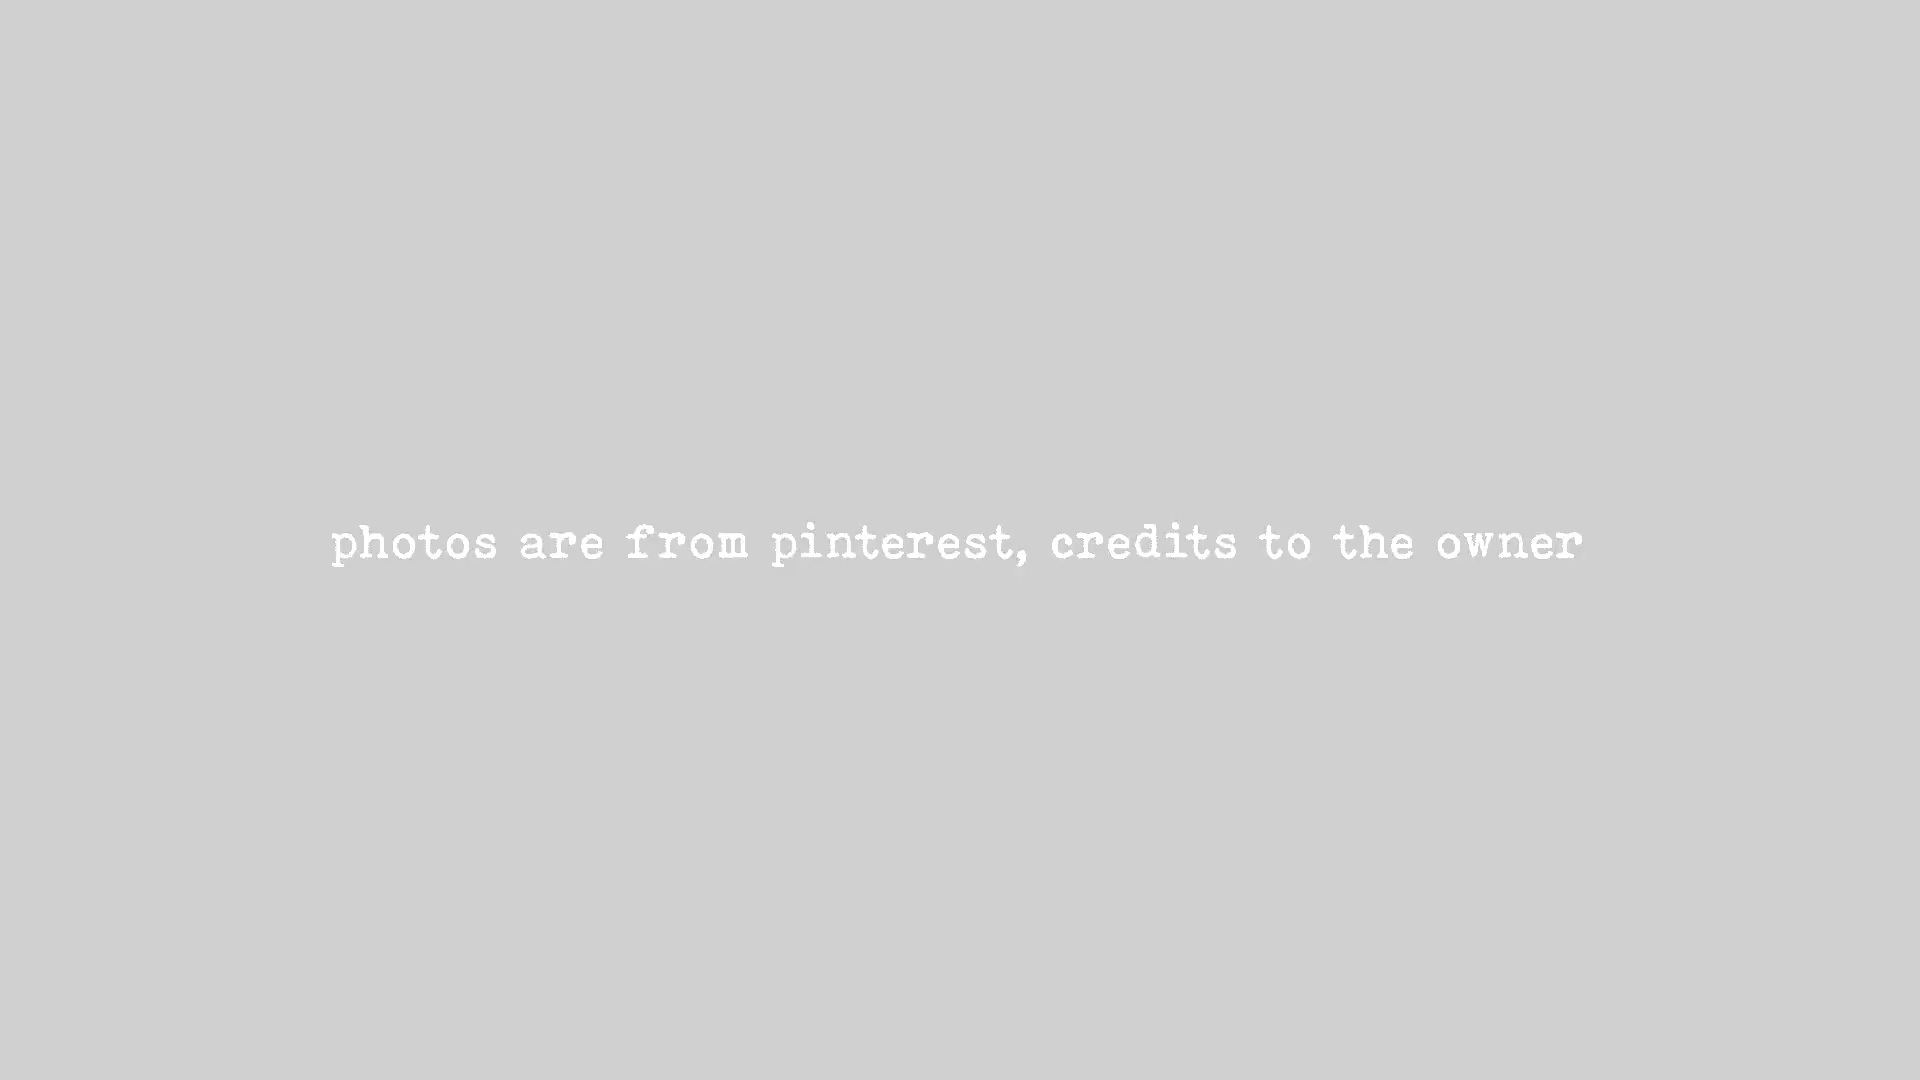 photos are from pinterest, credits to the owner